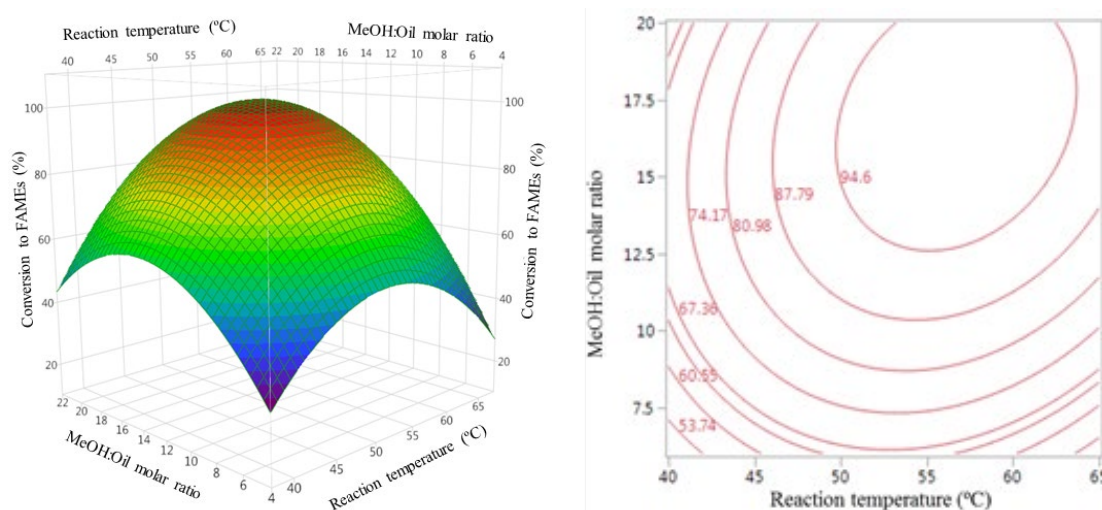 Reaction temperature (ºC)
MeOH:Oil molar ratio
40 45 50 55 60 65 22 20 18 16 14 12 10 8 6 4
100
80
60
40
20
Conversion to FAMEs (%)
100
80
60
40
20
Conversion to FAMEs (%)
22 20 18 16 14 12 10 8 6 4
MeOH:Oil molar ratio
40 45 50 55 60 65
Reaction temperature (ºC)
20
17.5
15
12.5
10
7.5
MeOH:Oil molar ratio
94.6
87.79
74.17
80.98
67.36
60.55
53.74
40 45 50 55 60 65
Reaction temperature (ºC)